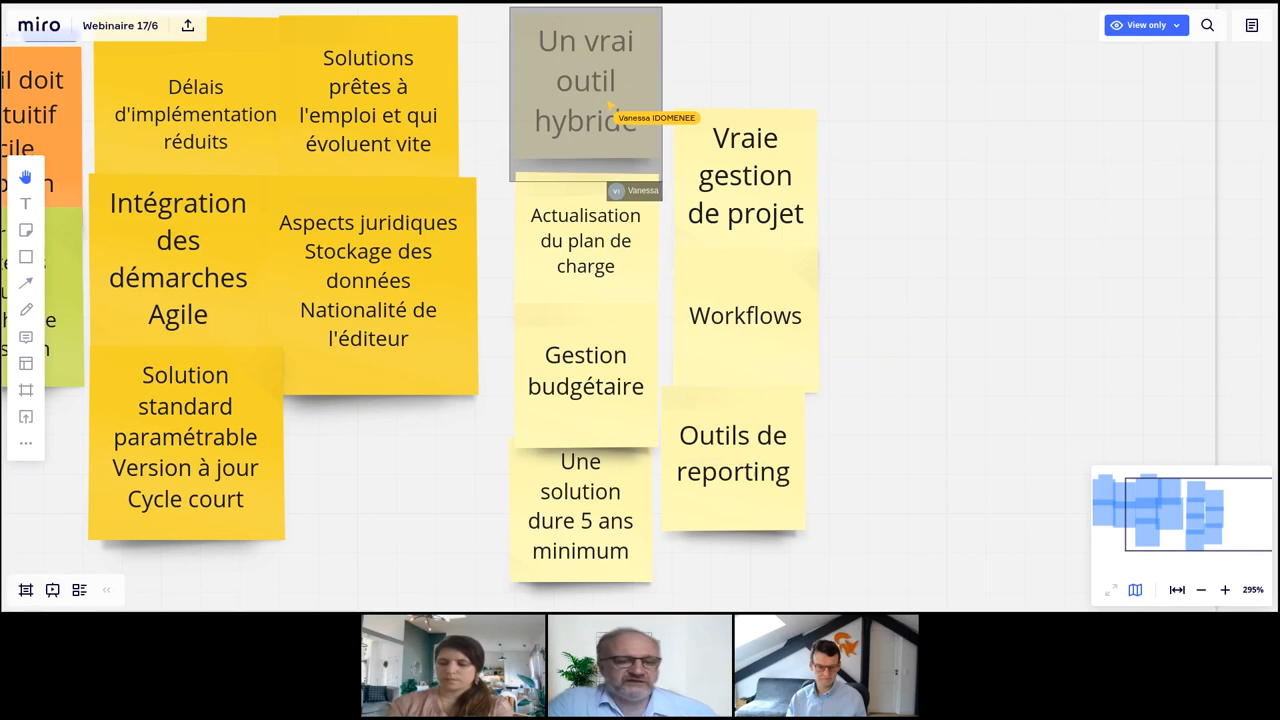 miro
Webinaire 17/6
View only
il doit
tuitif
cile
Délais
d'implémentation
réduits
Solutions
prêtes à
l'emploi et qui
évoluent vite
Intégration
des
démarches
Agile
Aspects juridiques
Stockage des
données
Nationalité de
l'éditeur
Solution
standard
paramétrable
Version à jour
Cycle court
Un vrai
outil
hybride
Vanessa IDOMENEE
VI
Vanessa
Actualisation
du plan de
charge
Gestion
budgétaire
Une
solution
dure 5 ans
minimum
Vraie
gestion
de projet
Workflows
Outils de
reporting
295%